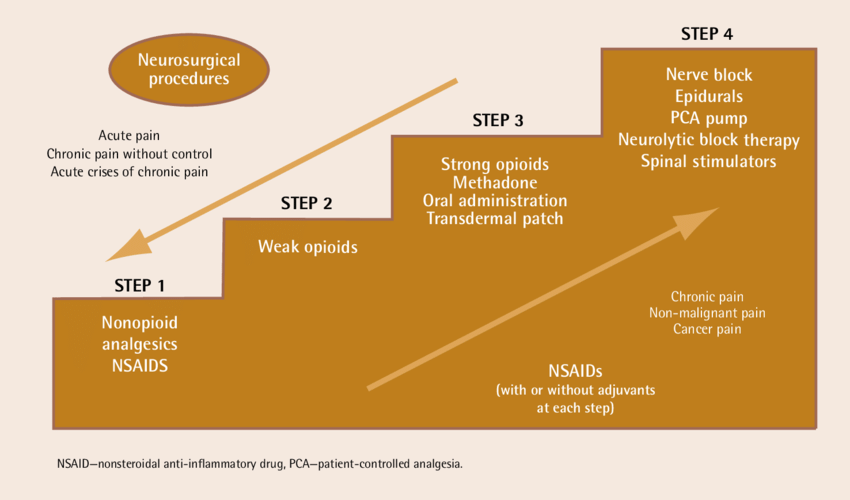 Neurosurgical
procedures
Acute pain
Chronic pain without control
Acute crises of chronic pain
STEP 1
Nonopioid
analgesics
NSAIDS
STEP 2
Weak opioids
STEP 3
Strong opioids
Methadone
Oral administration
Transdermal patch
STEP 4
Nerve block
Epidurals
PCA pump
Neurolytic block therapy
Spinal stimulators
Chronic pain
Non-malignant pain
Cancer pain
NSAIDs
(with or without adjuvants
at each step)
NSAID—nonsteroidal anti-inflammatory drug, PCA—patient-controlled analgesia.